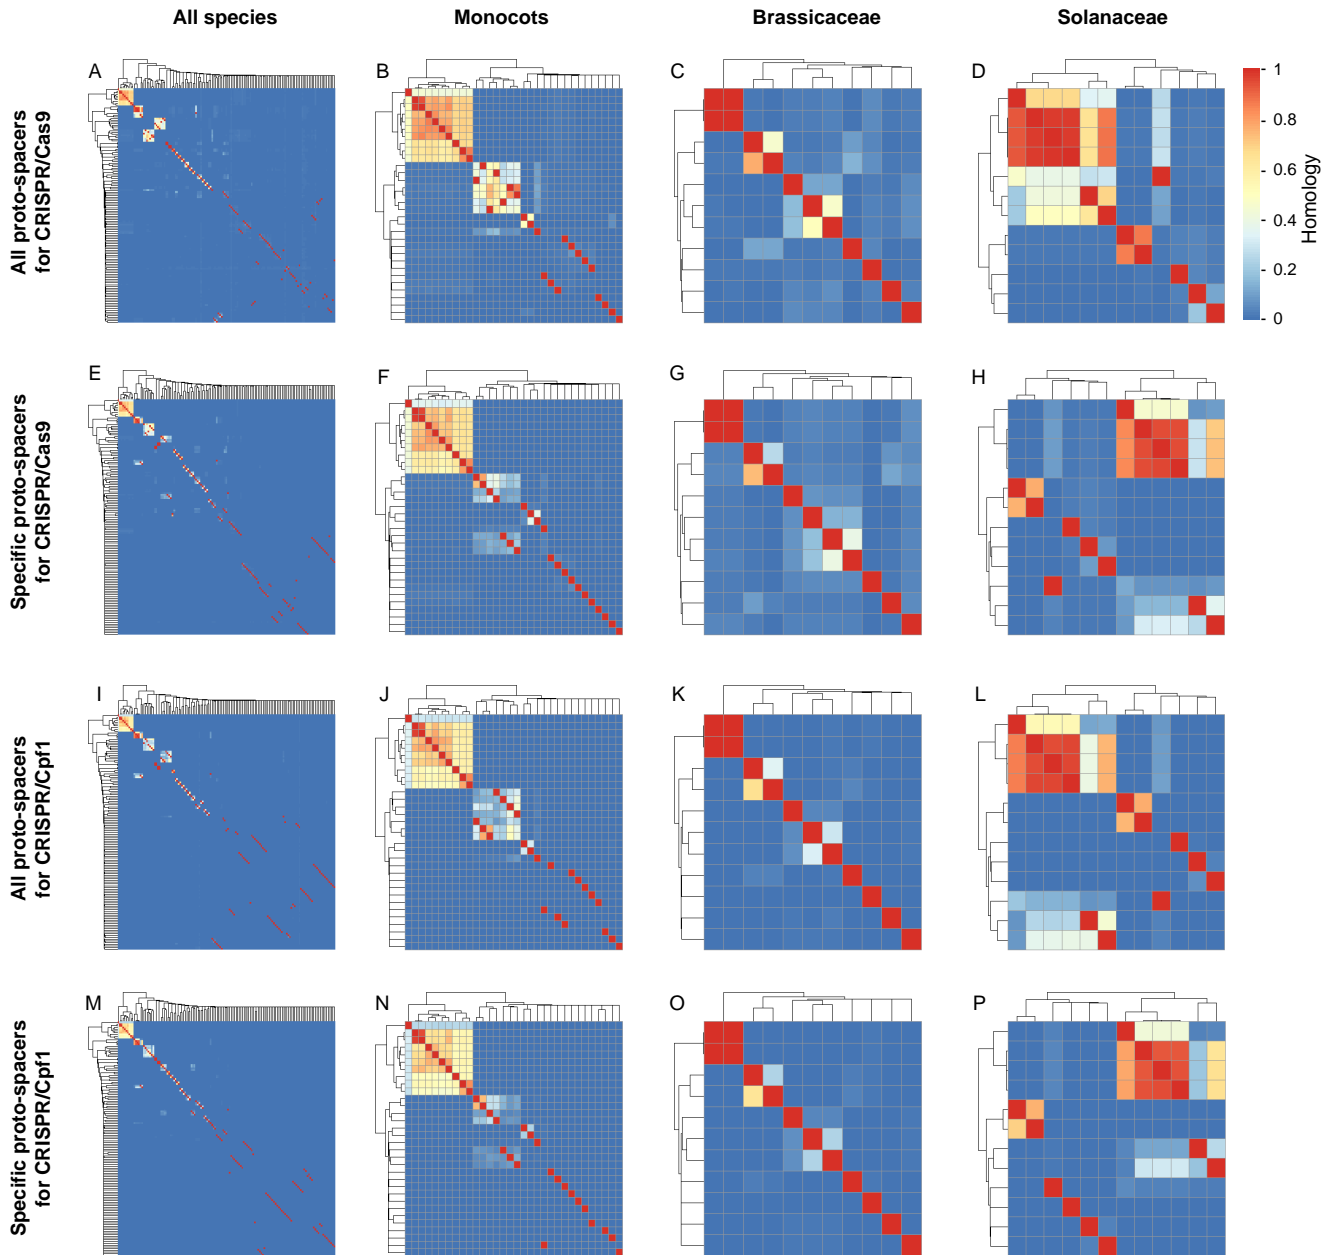 All species
Monocots
Brassicaceae
Solanaceae
All proto-spacers
for CRISPR/Cas9
A
B
C
D
1
0.8
0.6
0.4
0.2
0
Homology
Specific proto-spacers
for CRISPR/Cas9
E
F
G
H
All proto-spacers
for CRISPR/Cpf1
I
J
K
L
Specific proto-spacers
for CRISPR/Cpf1
M
N
O
P